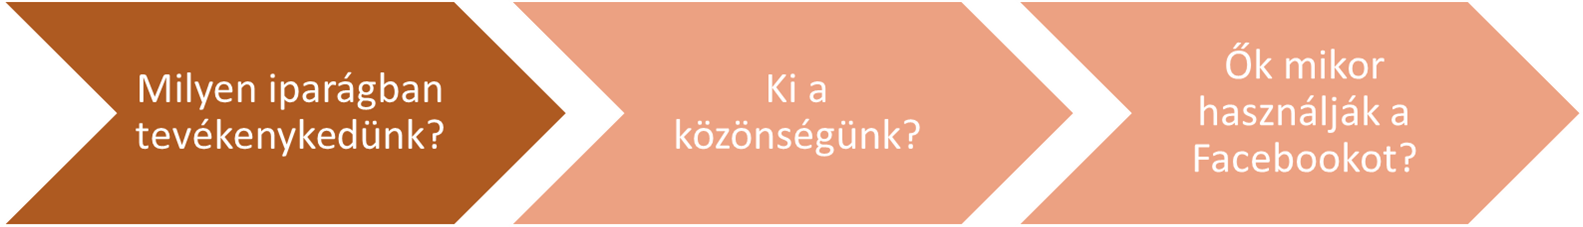 Milyen iparágban
tevékenykedünk?
Ki a
közönségünk?
Ők mikor
használják a
Facebookot?